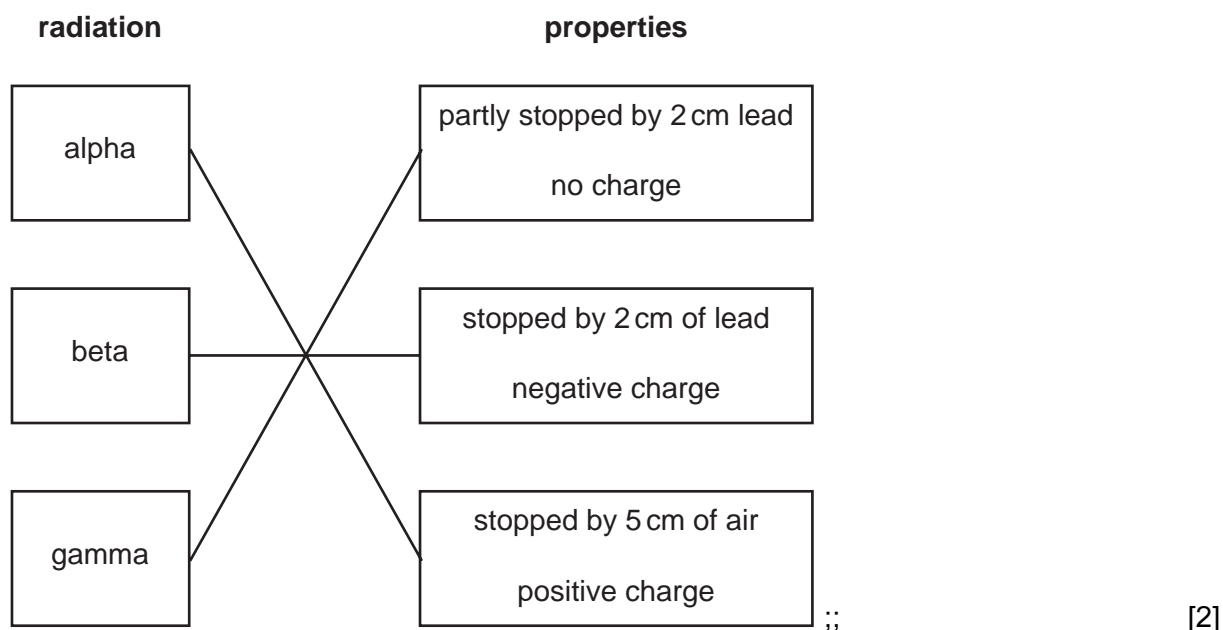 radiation properties
alpha
partly stopped by 2 cm lead
no charge
beta
stopped by 2 cm of lead
negative charge
gamma
stopped by 5 cm of air
positive charge
;; [2]